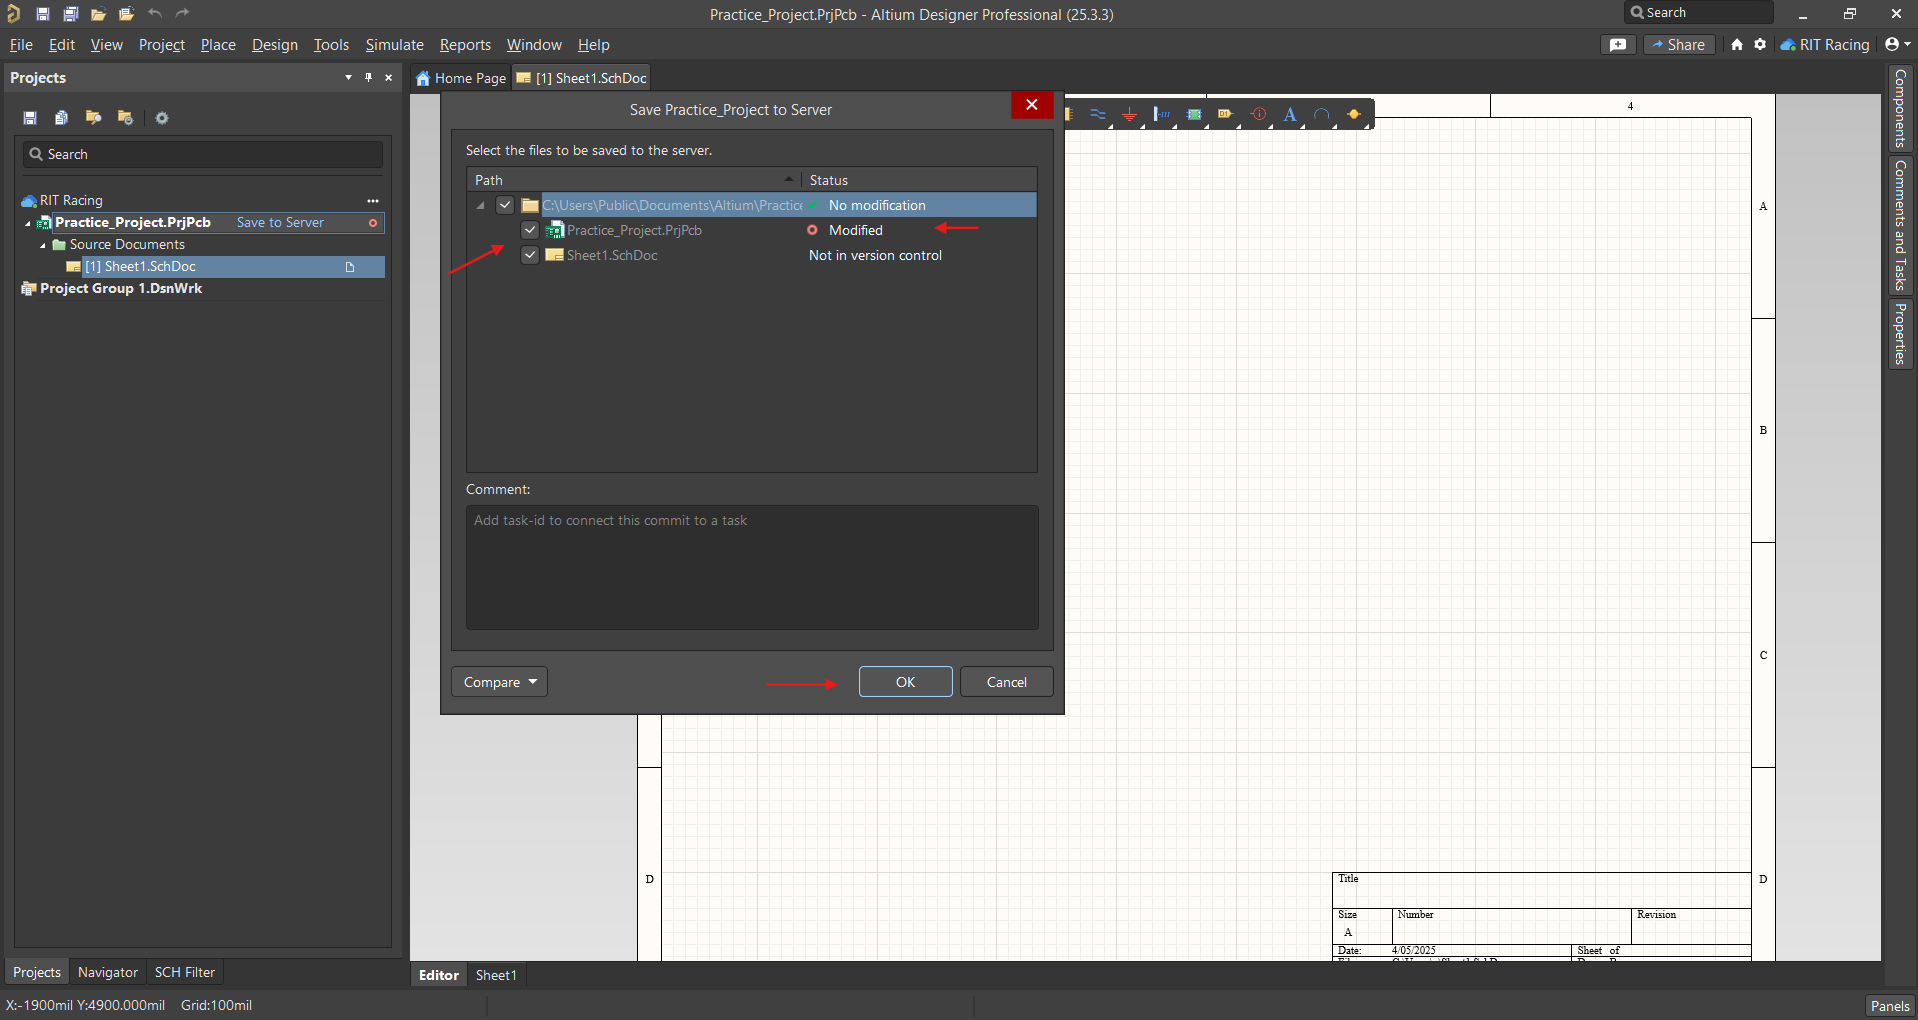 Practice_Project.PrjPcb - Altium Designer Professional (25.3.3)
Search
File Edit View Project Place Design Tools Simulate Reports Window Help
Share
RIT Racing
Projects
Home Page
[1] Sheet1.SchDoc
Search
RIT Racing
Practice_Project.PrjPcb Save to Server
Source Documents
[1] Sheet1.SchDoc
Project Group 1.DsnWrk
Save Practice_Project to Server
Select the files to be saved to the server.
Path Status
C:\Users\Public\Documents\Altium\Practice No modification
Practice_Project.PrjPcb Modified
Sheet1.SchDoc Not in version control
Comment:
Add task-id to connect this commit to a task
Compare OK Cancel
4
A
B
C
D
D
Title
Size Number Revision
A
Date: 4/05/2025 Sheet of
Components
Comments and Tasks
Properties
Projects Navigator SCH Filter
Editor Sheet1
X:-1900mil Y:4900.000mil Grid:100mil
Panels